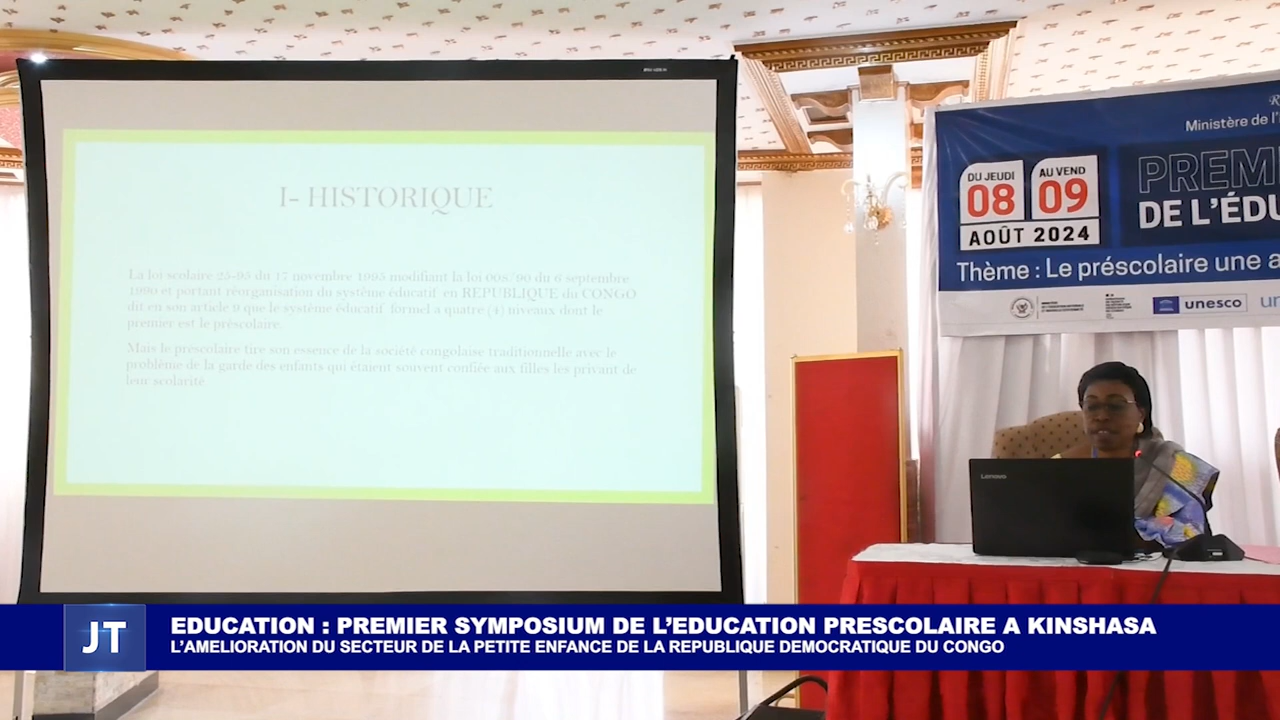 I- HISTORIQUE
La loi scolaire 25-95 du 17 novembre 1995 modifiant la loi 008/90 du 6 septembre
1990 et portant réorganisation du système éducatif en REPUBLIQUE du CONGO
dit en son article 9 que le système éducatif formel a quatre (4) niveaux dont le
premier est le préscolaire.
Mais le prescolaire tire son essence de la société congolaise traditionnelle avec le
problème de la garde des enfants qui étaient souvent confiée aux filles les privant de
leur scolarité
Ministère de l'
DU JEUDI
08
AU VEND
09
AOÛT 2024
PREM
DE L'ÉDU
Thème : Le préscolaire une a
unesco
un
Lenovo
JT
EDUCATION : PREMIER SYMPOSIUM DE L'EDUCATION PRESCOLAIRE A KINSHASA
L'AMELIORATION DU SECTEUR DE LA PETITE ENFANCE DE LA REPUBLIQUE DEMOCRATIQUE DU CONGO